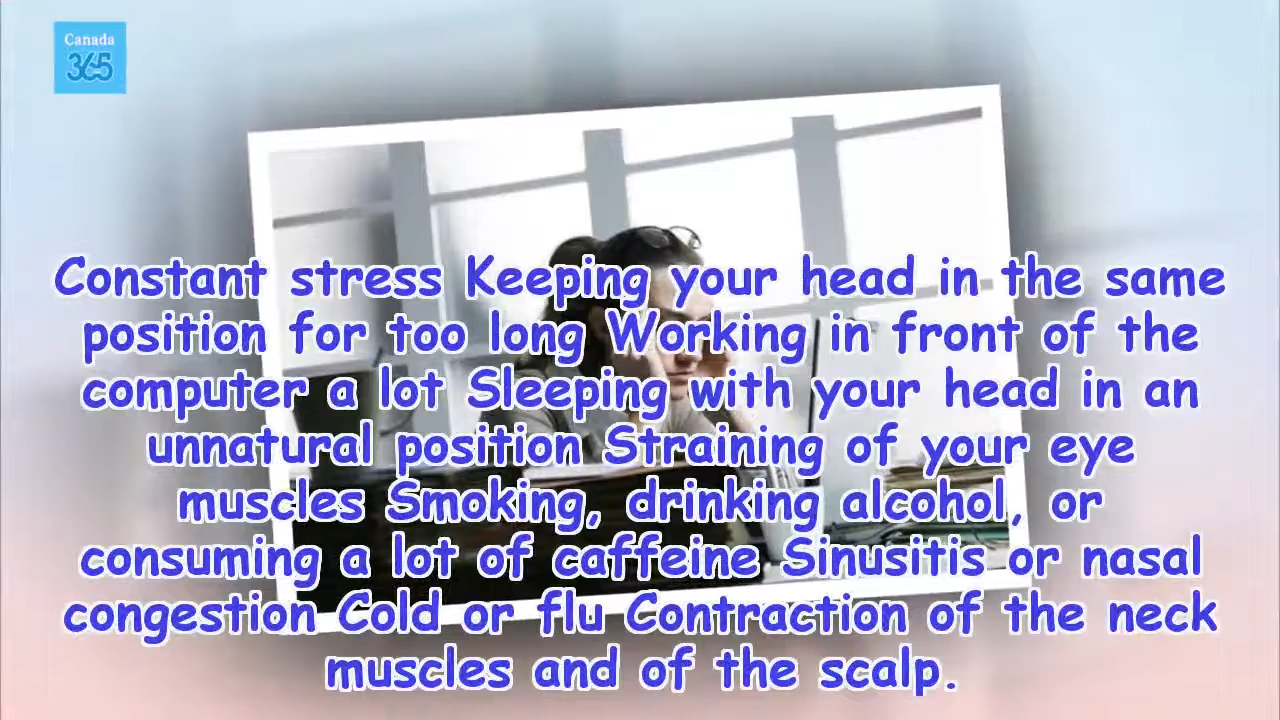 Canada
365
Constant stress Keeping your head in the same
position for too long Working in front of the
computer a lot Sleeping with your head in an
unnatural position Straining of your eye
muscles Smoking, drinking alcohol, or
consuming a lot of caffeine Sinusitis or nasal
congestion Cold or flu Contraction of the neck
muscles and of the scalp.